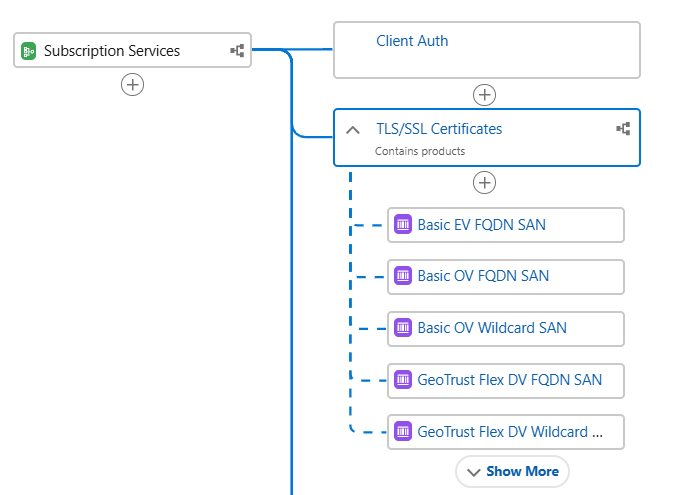 Subscription Services
Client Auth
TLS/SSL Certificates
Contains products
Basic EV FQDN SAN
Basic OV FQDN SAN
Basic OV Wildcard SAN
GeoTrust Flex DV FQDN SAN
GeoTrust Flex DV Wildcard ...
Show More